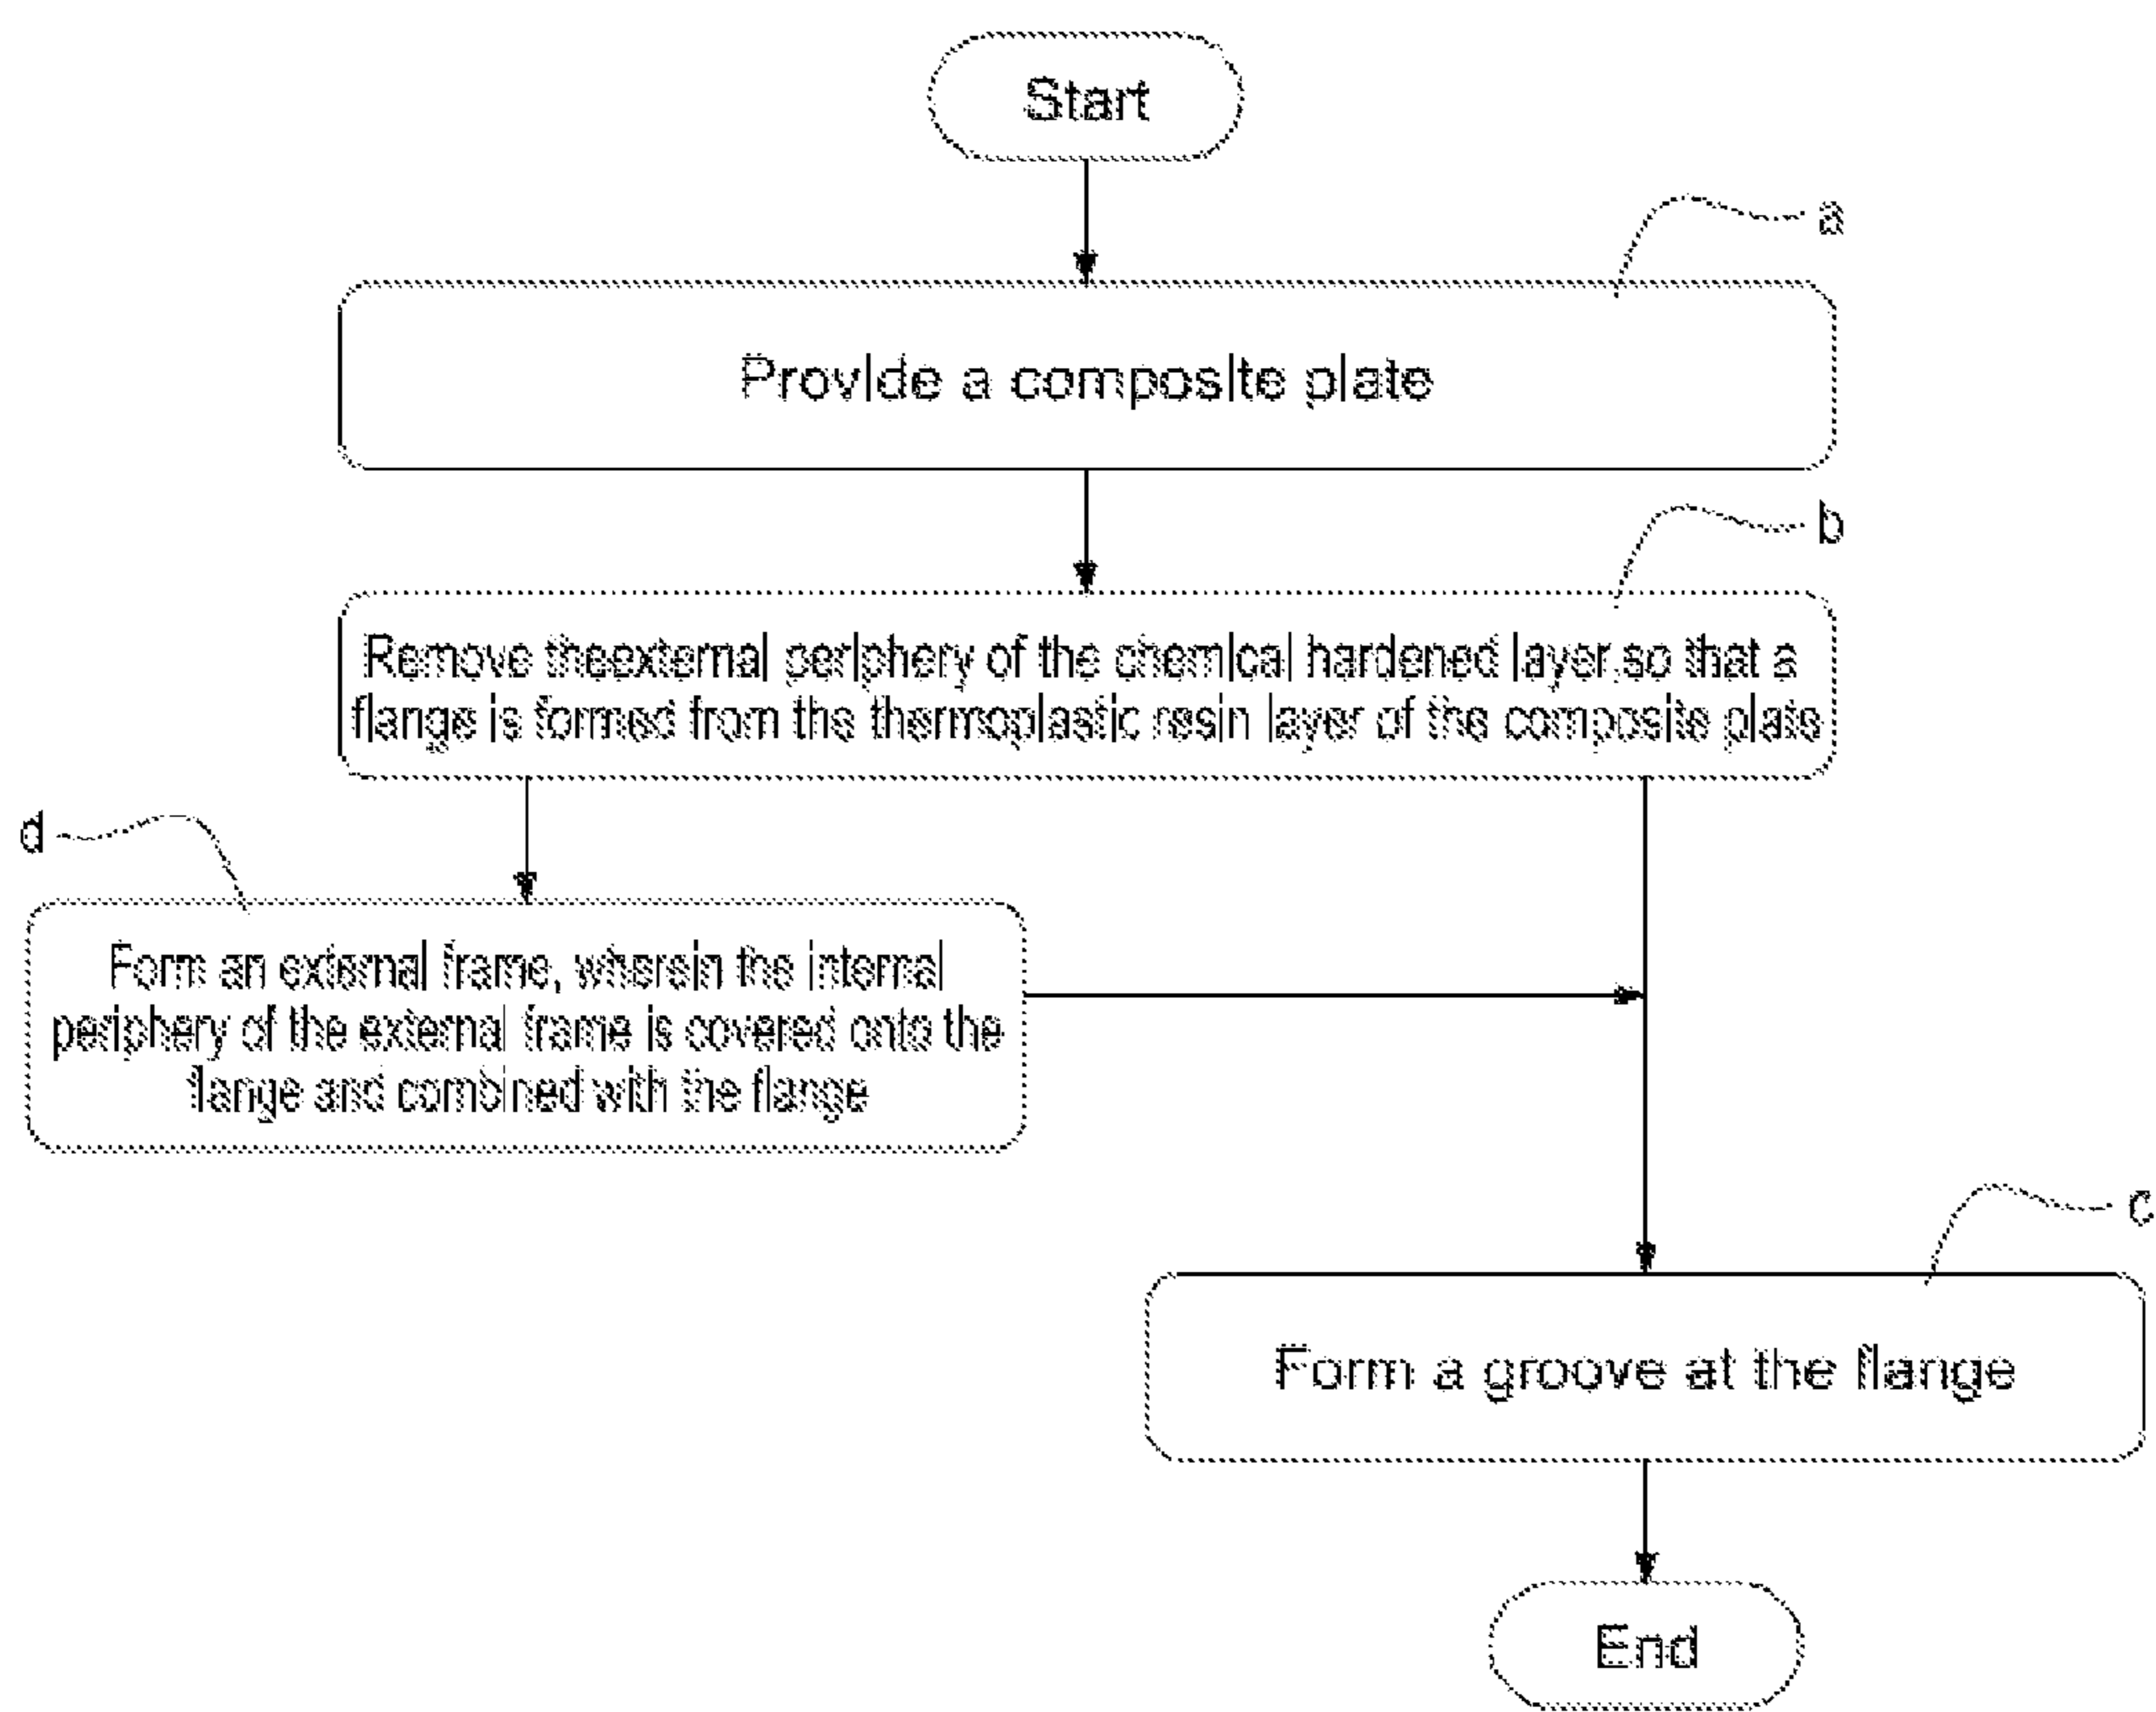 Start
a
Provide a composite plate
b
Remove theexternal periphery of the chemical hardened layer,so that a
flange is formed from the thermoplastic resin layer of the composite plate
d
Form an external frame, wherein the internal
periphery of the external frame is covered onto the
flange and combined with the flange
c
Form a groove at the flange
End